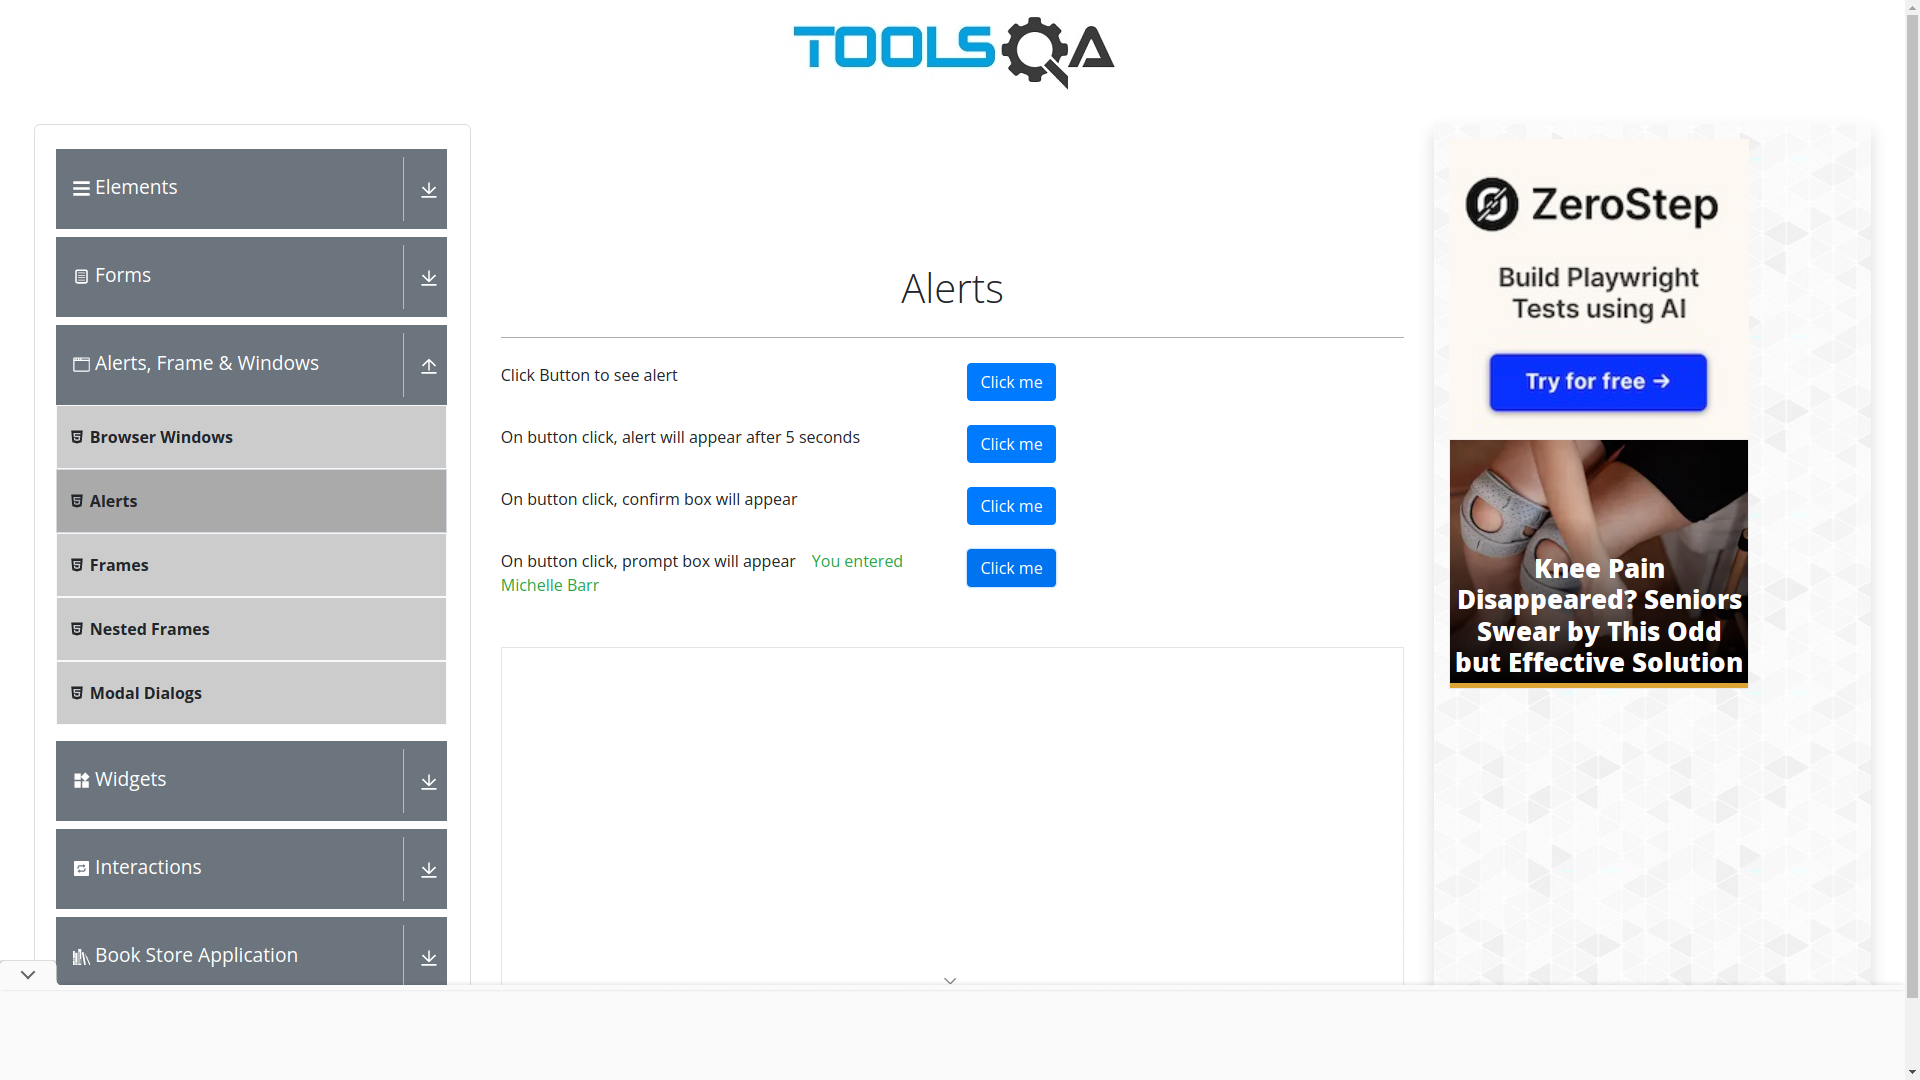 TOOLSQA
Elements
Forms
Alerts, Frame & Windows
Browser Windows
Alerts
Frames
Nested Frames
Modal Dialogs
Widgets
Interactions
Book Store Application
Alerts
Click Button to see alert
Click me
On button click, alert will appear after 5 seconds
Click me
On button click, confirm box will appear
Click me
On button click, prompt box will appear You entered
Michelle Barr
Click me
ZeroStep
Build Playwright
Tests using AI
Try for free →
Knee Pain
Disappeared? Seniors
Swear by This Odd
but Effective Solution